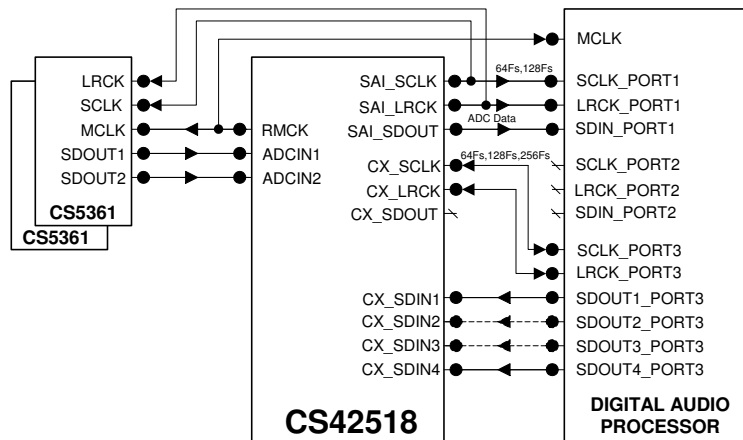 LRCK
SCLK
MCLK
SDOUT1
SDOUT2
CS5361
CS5361
RMCK
ADCIN1
ADCIN2
SAI_SCLK
SAI_LRCK
SAI_SDOUT
CX_SCLK
CX_LRCK
CX_SDOUT
CX_SDIN1
CX_SDIN2
CX_SDIN3
CX_SDIN4
CS42518
64Fs,128Fs
ADC Data
64Fs,128Fs,256Fs
MCLK
SCLK_PORT1
LRCK_PORT1
SDIN_PORT1
SCLK_PORT2
LRCK_PORT2
SDIN_PORT2
SCLK_PORT3
LRCK_PORT3
SDOUT1_PORT3
SDOUT2_PORT3
SDOUT3_PORT3
SDOUT4_PORT3
DIGITAL AUDIO
PROCESSOR